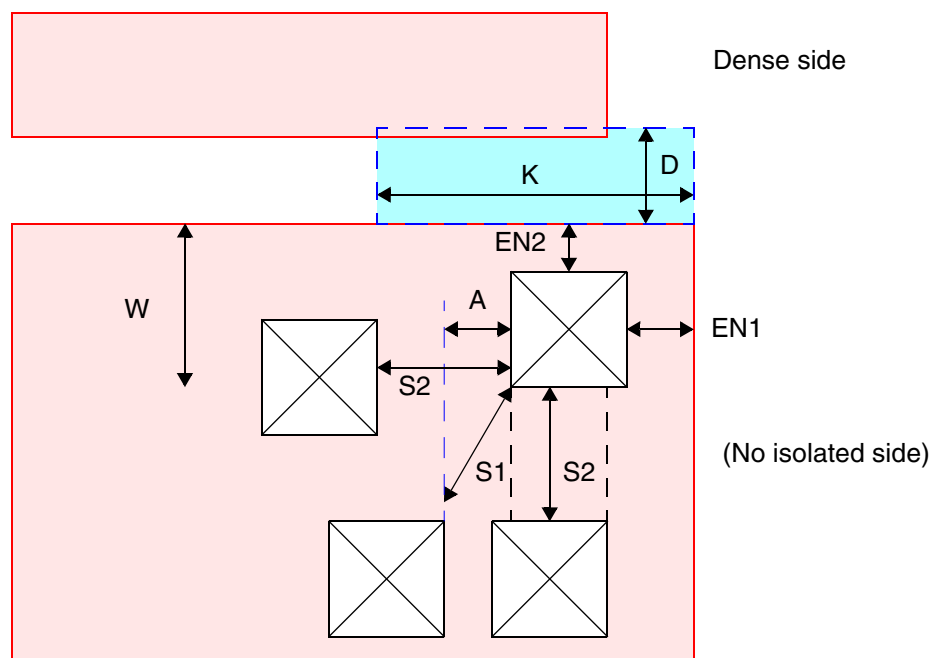 Dense side
K
D
EN2
W
A
EN1
S2
S1
S2
(No isolated side)